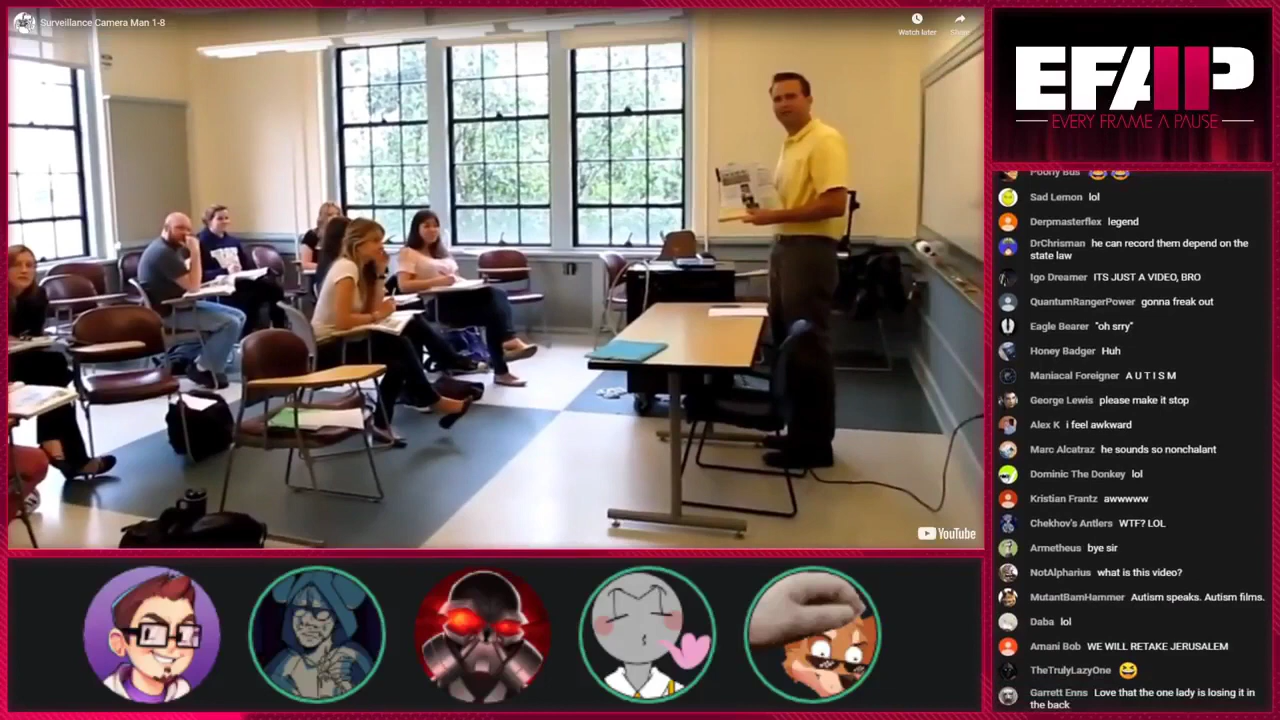 Surveillance Camera Man 1-8
Watch later
Share
YouTube
EFAP
EVERY FRAME A PAUSE
Poorly Bus
Sad Lemon lol
Derpmasterflex legend
DrChrisman he can record them depend on the
state law
Igo Dreamer ITS JUST A VIDEO, BRO
QuantumRangerPower gonna freak out
Eagle Bearer "oh srry"
Honey Badger Huh
Maniacal Foreigner A U T I S M
George Lewis please make it stop
Alex K i feel awkward
Marc Alcatraz he sounds so nonchalant
Dominic The Donkey lol
Kristian Frantz awwwww
Chekhov's Antlers WTF? LOL
Armetheus bye sir
NotAlpharius what is this video?
MutantBamHammer Autism speaks. Autism films.
Daba lol
Amani Bob WE WILL RETAKE JERUSALEM
TheTrulyLazyOne
Garrett Enns Love that the one lady is losing it in
the back